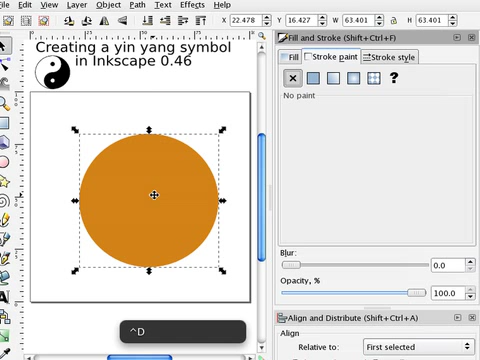 Edit View Layer Object Path Text Effects Help
X 22.478 Y 16.427 W 63.401 H 63.401
Creating a yin yang symbol
in Inkscape 0.46
^D
Fill and Stroke (Shift+Ctrl+F)
Fill Stroke paint Stroke style
?
No paint
Blur:
0.0
Opacity, %
100.0
Align and Distribute (Shift+Ctrl+A)
Align
Relative to: First selected